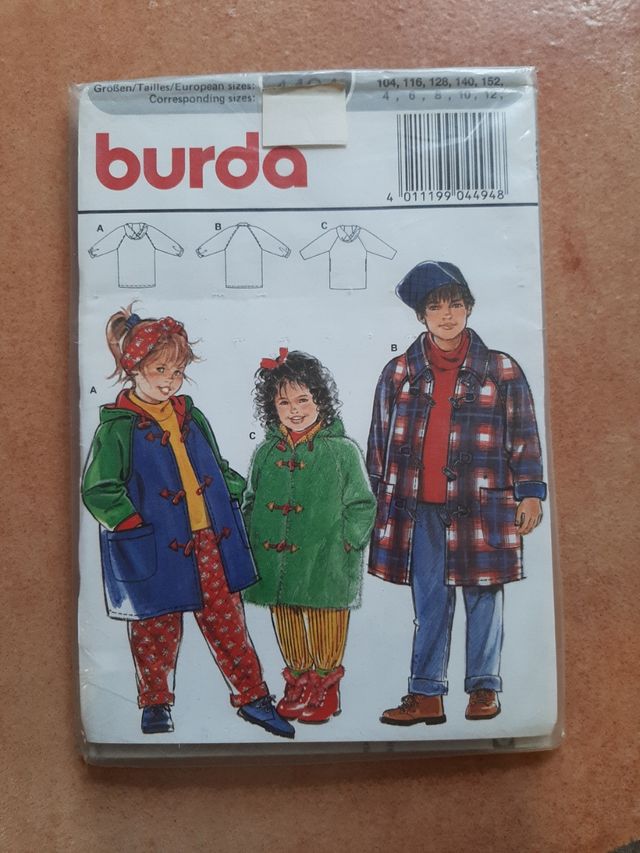 Größen/Tailles/European sizes: 104, 116, 128, 140, 152,
Corresponding sizes: 4, 6, 8, 10, 12,
burda
4 011199 044948
A B C
A
C
B